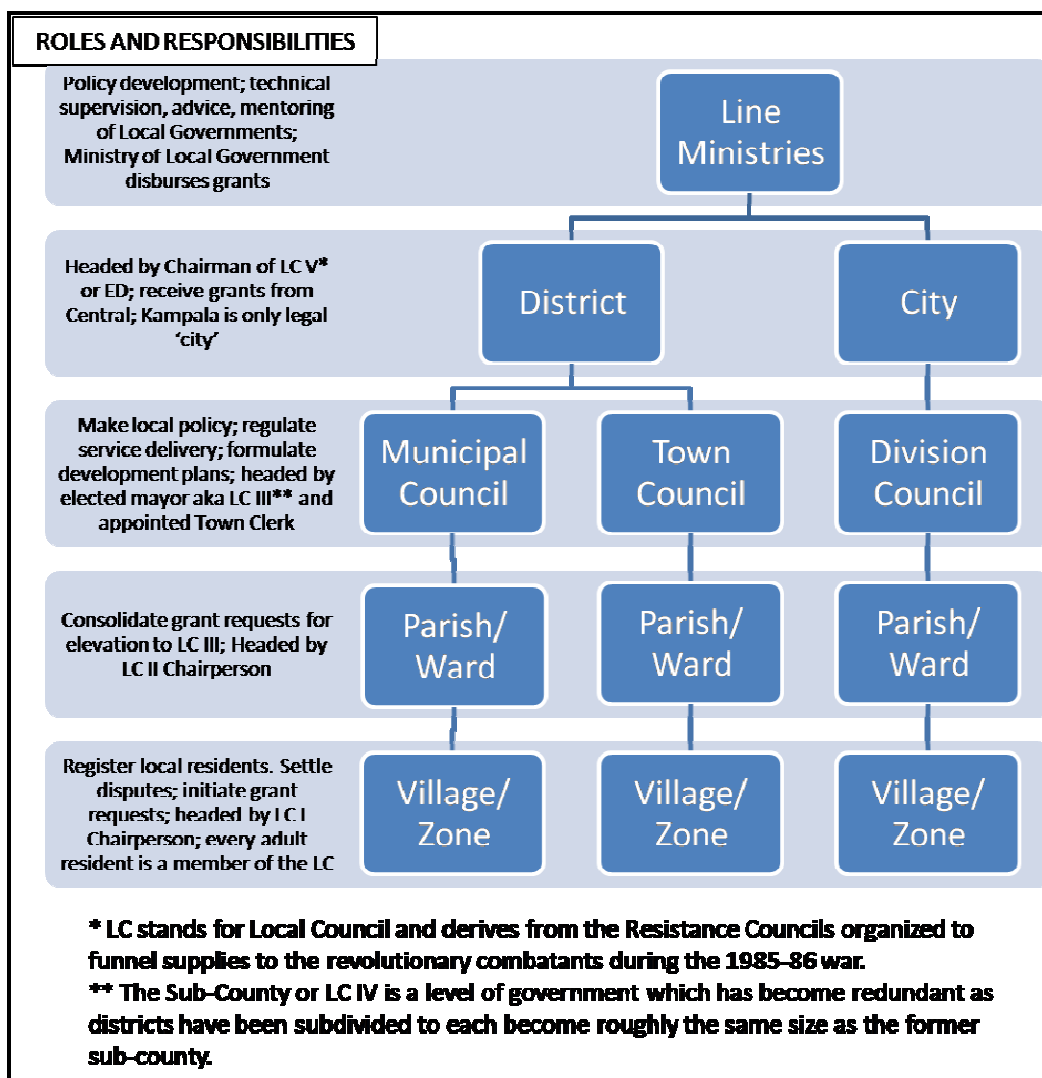 ROLES AND RESPONSIBILITIES
Policy development; technical
supervision, advice, mentoring
of Local Governments;
Ministry of Local Government
disburses grants
Line
Ministries
Headed by Chairman of LC V*
or ED; receive grants from
Central; Kampala is only legal
‘city’
District
City
Make local policy; regulate
service delivery; formulate
development plans; headed by
elected mayor aka LC III** and
appointed Town Clerk
Municipal
Council
Town
Council
Division
Council
Consolidate grant requests for
elevation to LC III; Headed by
LC II Chairperson
Parish/
Ward
Parish/
Ward
Parish/
Ward
Register local residents. Settle
disputes; initiate grant
requests; headed by LC I
Chairperson; every adult
resident is a member of the LC
Village/
Zone
Village/
Zone
Village/
Zone
* LC stands for Local Council and derives from the Resistance Councils organized to
funnel supplies to the revolutionary combatants during the 1985-86 war.
** The Sub-County or LC IV is a level of government which has become redundant as
districts have been subdivided to each become roughly the same size as the former
sub-county.